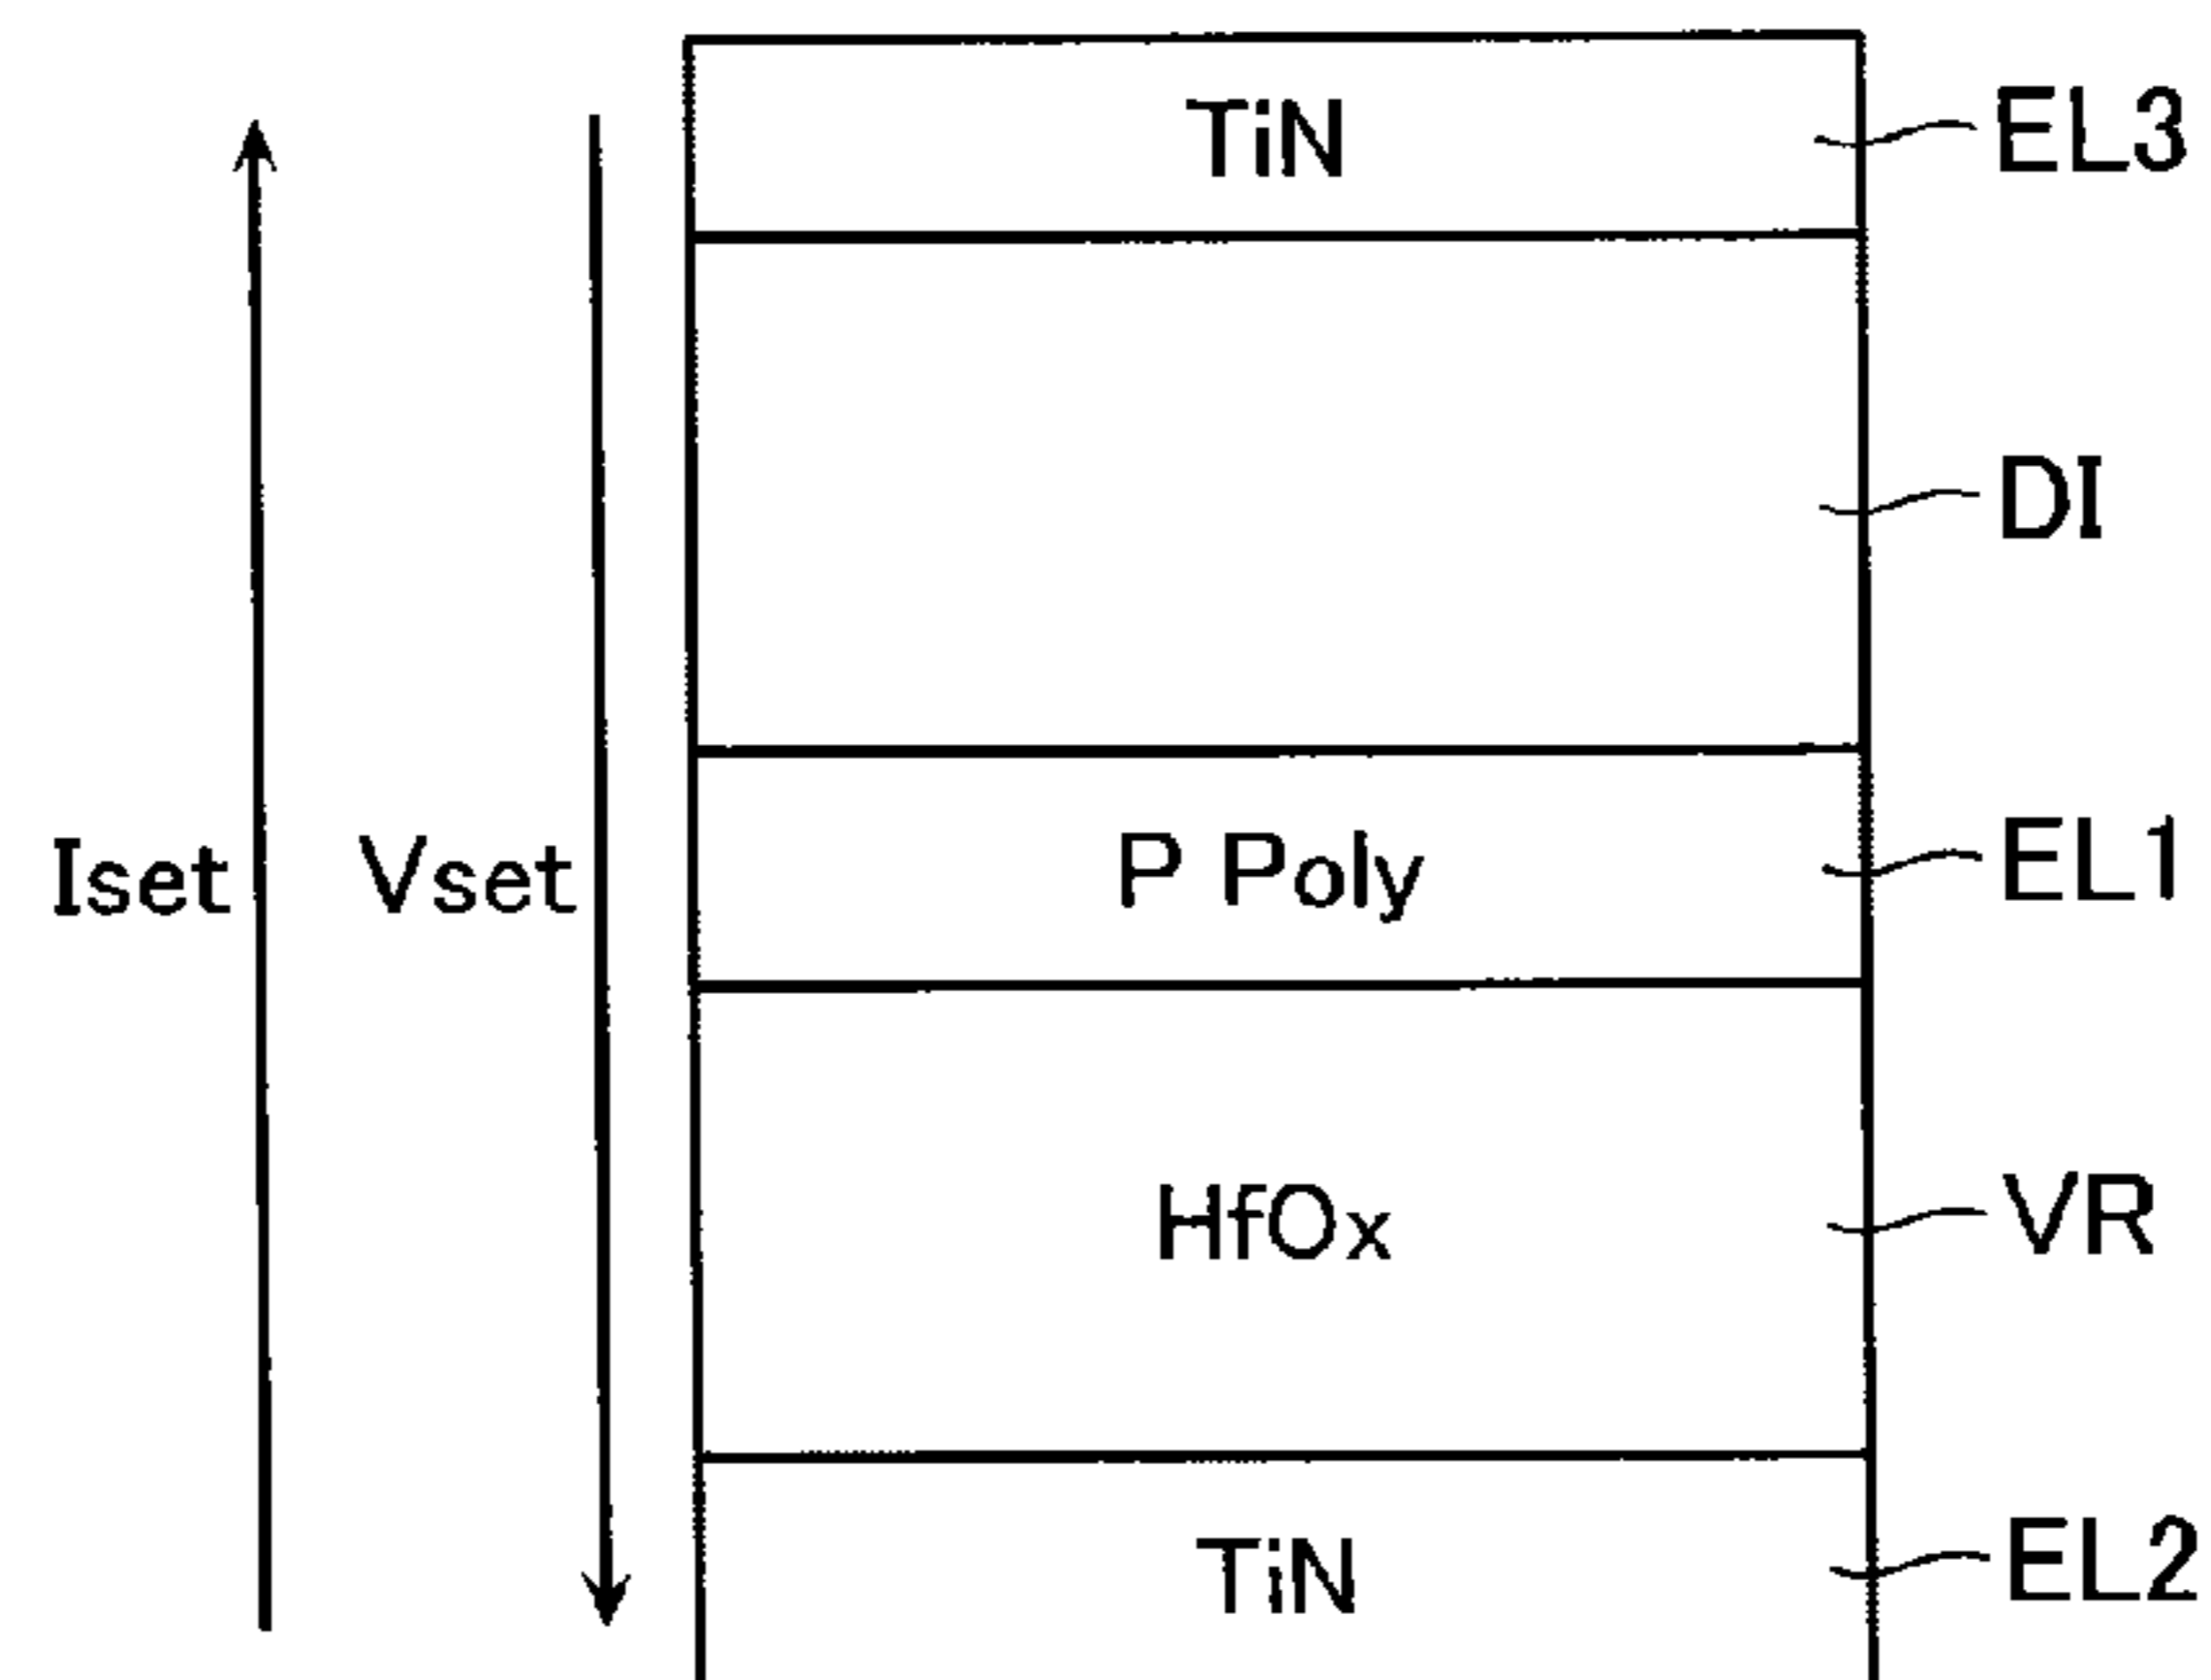 TiN EL3
DI
Iset Vset P Poly EL1
HfOx VR
TiN EL2